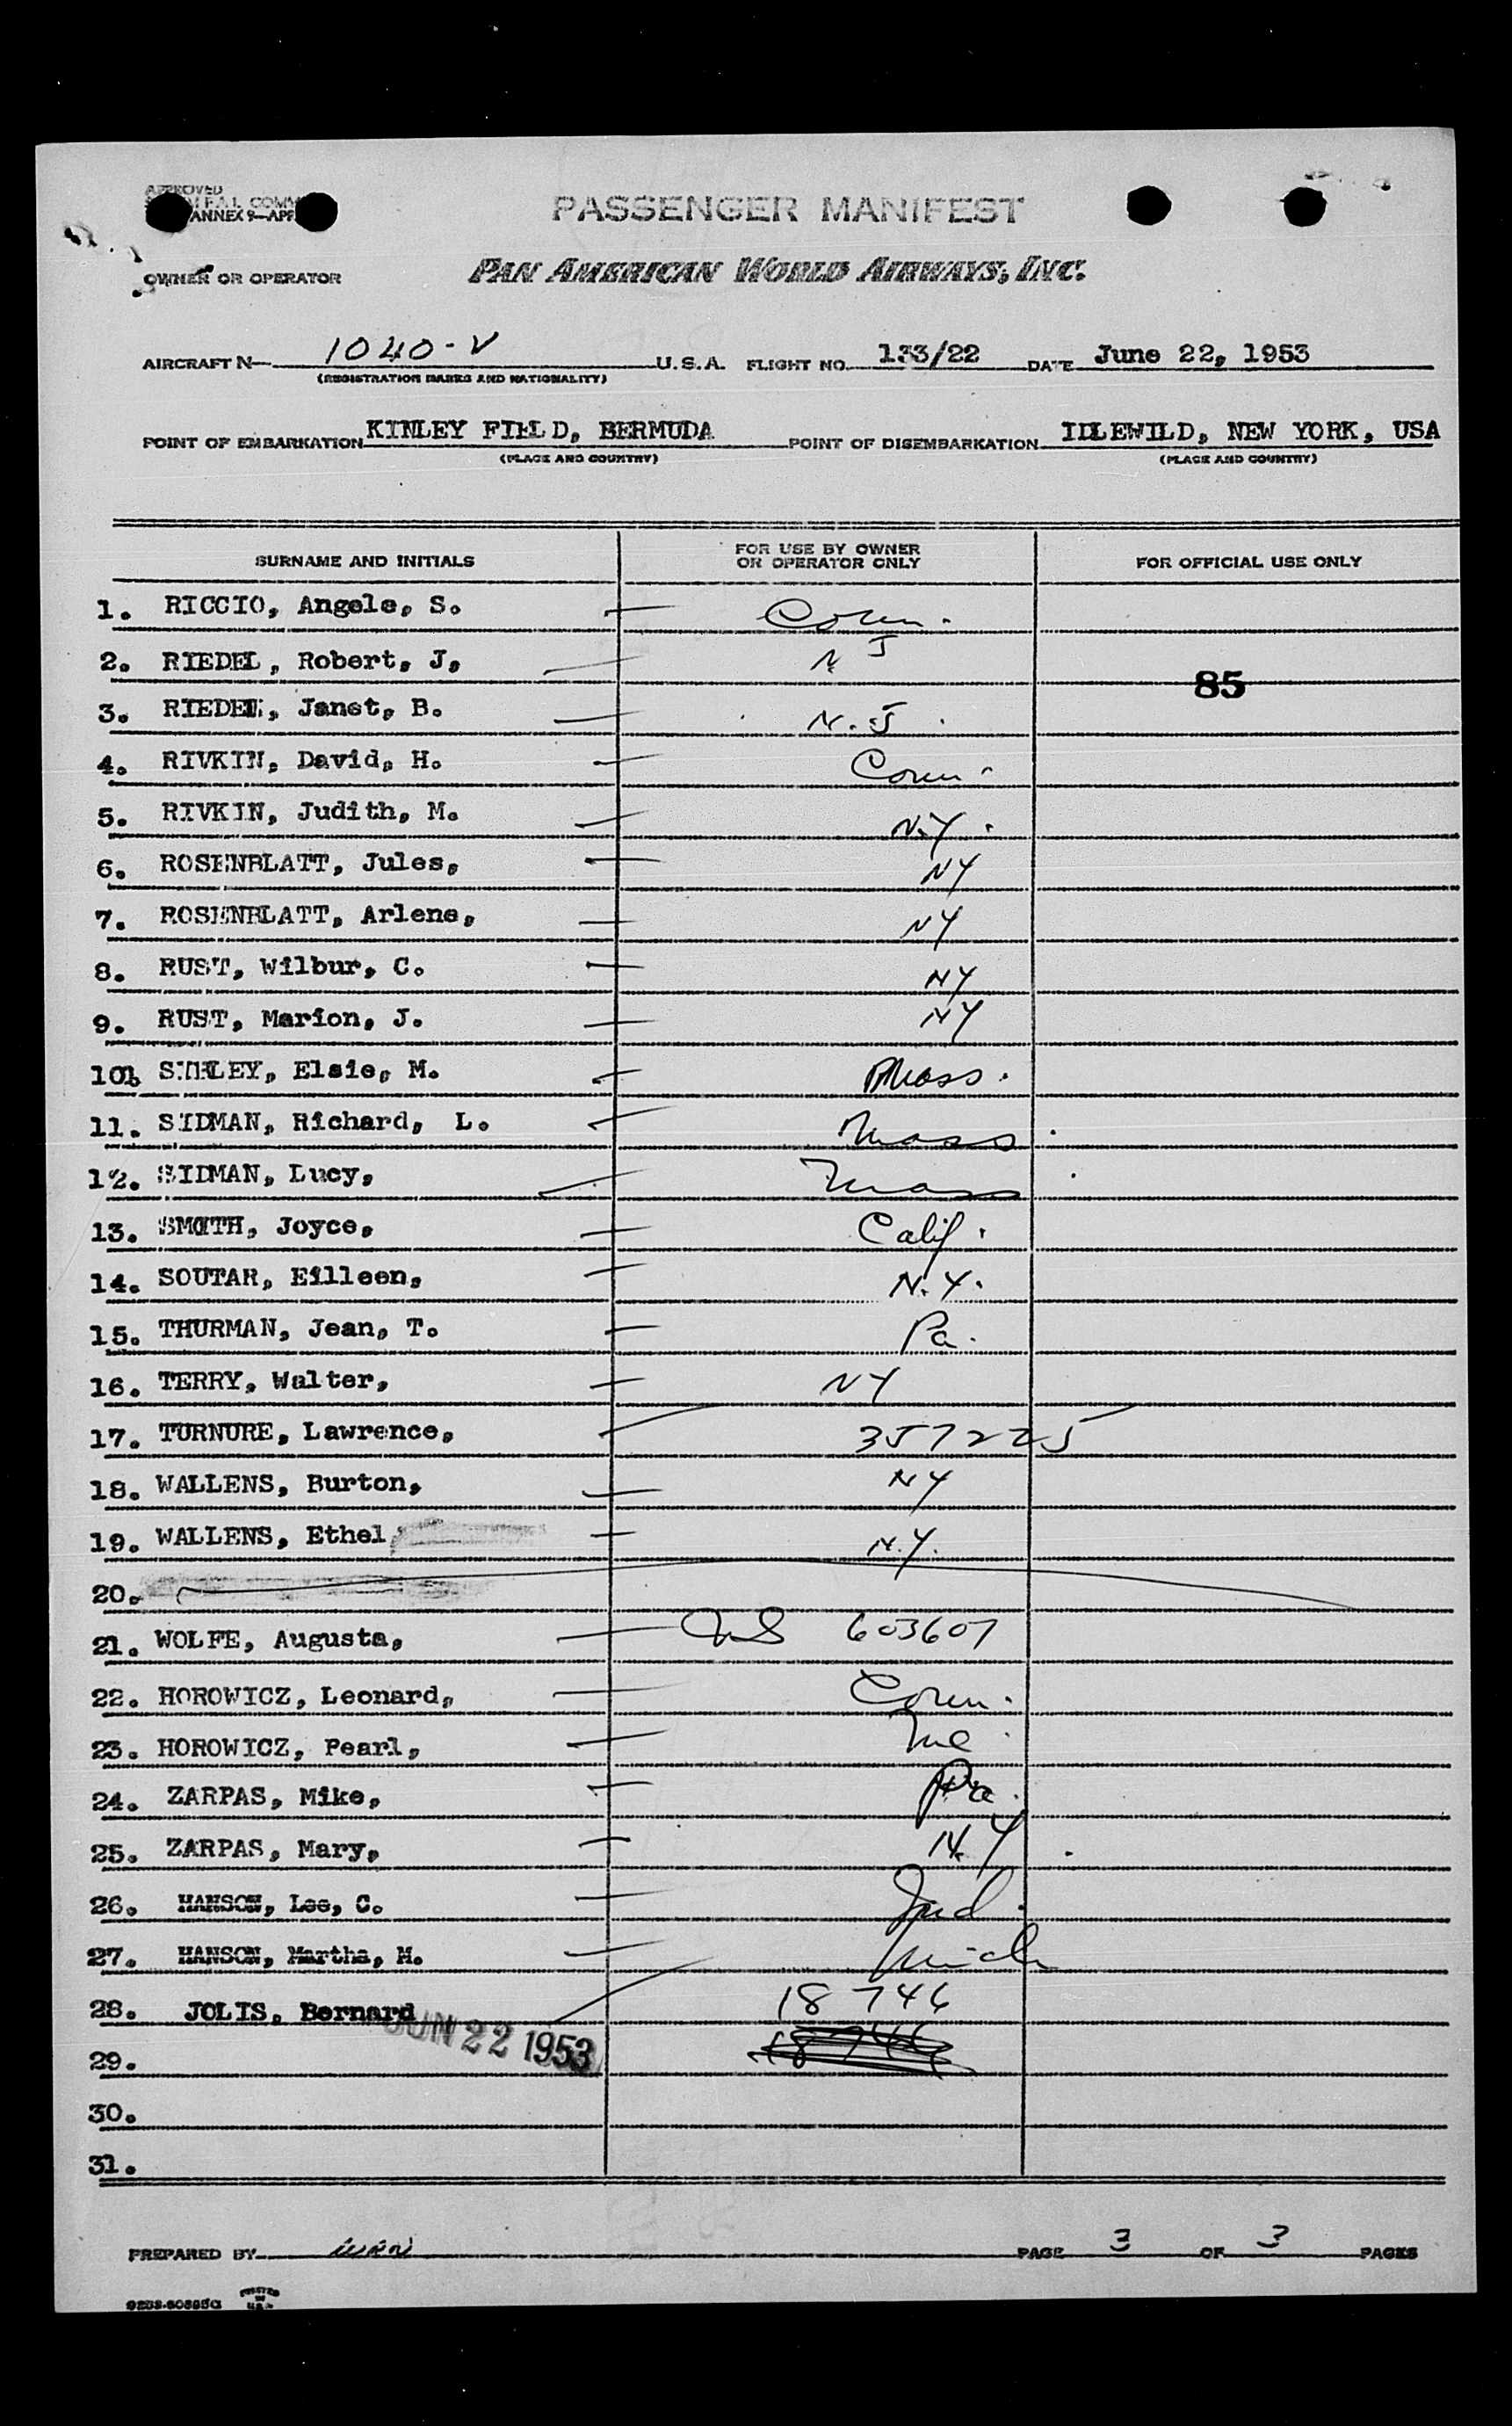 APPROVED
F.A.L. COMM
ANNEX 9—APP
PASSENGER MANIFEST
OWNER OR OPERATOR PAN AMERICAN WORLD AIRWAYS, INC.
AIRCRAFT N— 1040-V U.S.A. FLIGHT NO. 133/22 DATE June 22, 1953
(REGISTRATION MARKS AND NATIONALITY)
POINT OF EMBARKATION KINLEY FIELD, BERMUDA POINT OF DISEMBARKATION IDLEWILD, NEW YORK, USA
(PLACE AND COUNTRY) (PLACE AND COUNTRY)
SURNAME AND INITIALS FOR USE BY OWNER OR OPERATOR ONLY FOR OFFICIAL USE ONLY
1. RICCIO, Angele, S. Conn.
2. RIEDEL, Robert, J, N J
85
3. RIEDEL, Janet, B. N.J.
4. RIVKIN, David, H. Conn.
5. RIVKIN, Judith, M. N.Y.
6. ROSENBLATT, Jules, NY
7. ROSENBLATT, Arlene, NY
8. RUST, Wilbur, C. NY
9. RUST, Marion, J. NY
10. Elsie, M. Mass.
11. SIDMAN, Richard, L. Mass
12. SIDMAN, Lucy, Mass
13. SMITH, Joyce, Calif.
14. SOUTAR, Eilleen, N.Y.
15. THURMAN, Jean, T. Pa.
16. TERRY, Walter, NY
17. TURNURE, Lawrence, 357225
18. WALLENS, Burton, NY
19. WALLENS, Ethel, N.Y.
20.
21. WOLFE, Augusta, 603607
22. HOROWICZ, Leonard, Conn.
23. HOROWICZ, Pearl, Me.
24. ZARPAS, Mike, Pa.
25. ZARPAS, Mary, N.Y.
26. HANSON, Lee, C. Ind.
27. HANSON, Martha, M. Mich
28. JOLIS, Bernard 18 746
JUN 22 1953
29. 18 746
30.
31.
PREPARED BY PAGE 3 OF 3 PAGES
PRINTED IN U.S.A.